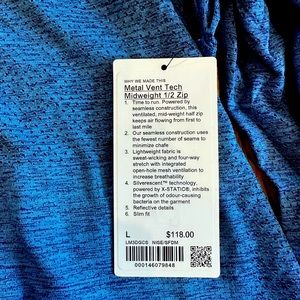 WHY WE MADE THIS
Metal Vent Tech
Midweight 1/2 Zip
1. Time to run. Powered by
seamless construction, this
ventilated, mid-weight half zip
keeps air flowing from first to
last mile
2. Our seamless construction uses
the fewest number of seams to
minimize chafe
3. Lightweight fabric is
sweat-wicking and four-way
stretch with integrated
open-hole mesh ventilation to
increase breathability
4. Silverescent™ technology,
powered by X-STATIC®, inhibits
the growth of odour-causing
bacteria on the garment
5. Reflective details
6. Slim fit
L $118.00
LM3DGCS NIGE/SFDM
000146079848